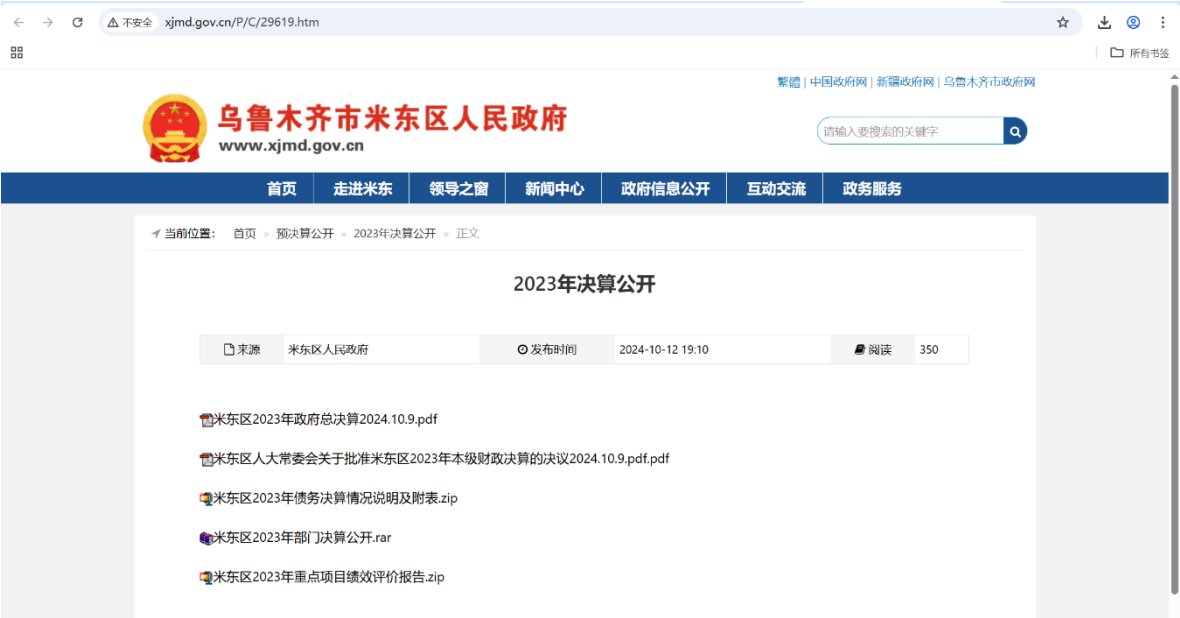 不安全 xjmd.gov.cn/P/C/29619.htm
所有书签
繁體 | 中国政府网 | 新疆政府网 | 乌鲁木齐市政府网
乌鲁木齐市米东区人民政府
www.xjmd.gov.cn
请输入要搜索的关键字
首页 走进米东 领导之窗 新闻中心 政府信息公开 互动交流 政务服务
当前位置: 首页 » 预决算公开 » 2023年决算公开 » 正文
2023年决算公开
来源 米东区人民政府 发布时间 2024-10-12 19:10 阅读 350
米东区2023年政府总决算2024.10.9.pdf
米东区人大常委会关于批准米东区2023年本级财政决算的决议2024.10.9.pdf.pdf
米东区2023年债务决算情况说明及附表.zip
米东区2023年部门决算公开.rar
米东区2023年重点项目绩效评价报告.zip